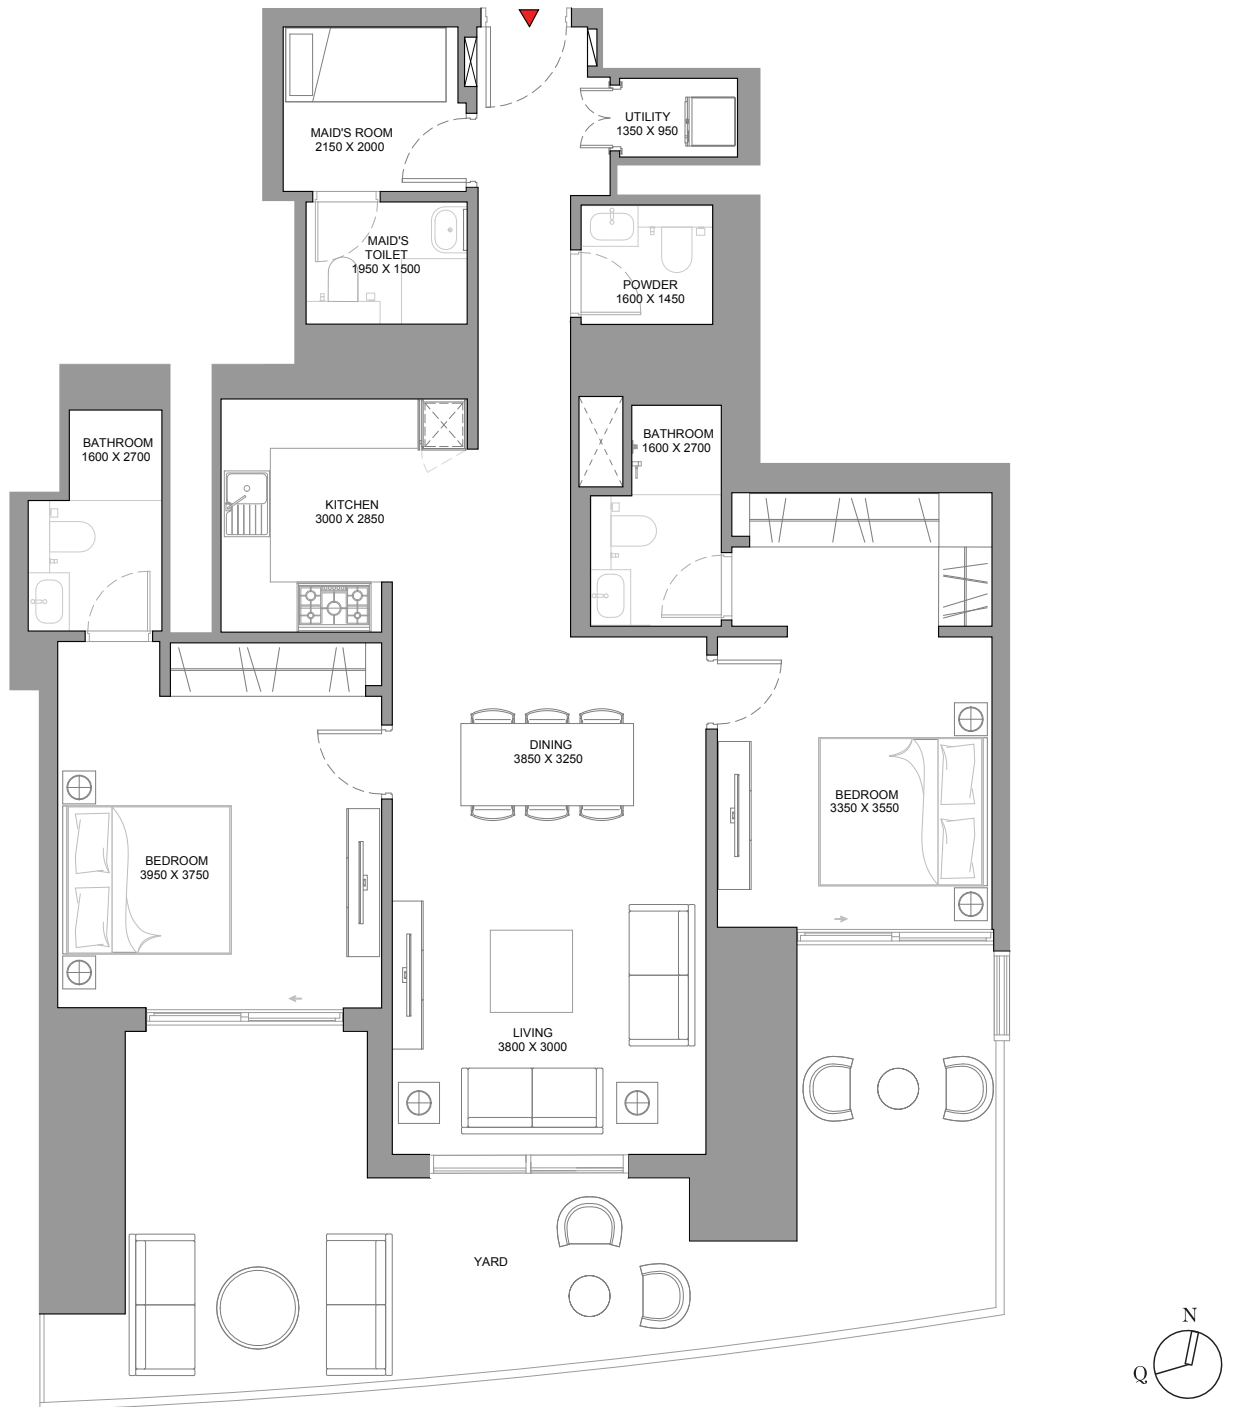 MAID'S ROOM
2150 X 2000
UTILITY
1350 X 950
MAID'S
TOILET
1950 X 1500
POWDER
1600 X 1450
BATHROOM
1600 X 2700
BATHROOM
1600 X 2700
KITCHEN
3000 X 2850
DINING
3850 X 3250
BEDROOM
3350 X 3550
BEDROOM
3950 X 3750
LIVING
3800 X 3000
YARD
N
Q